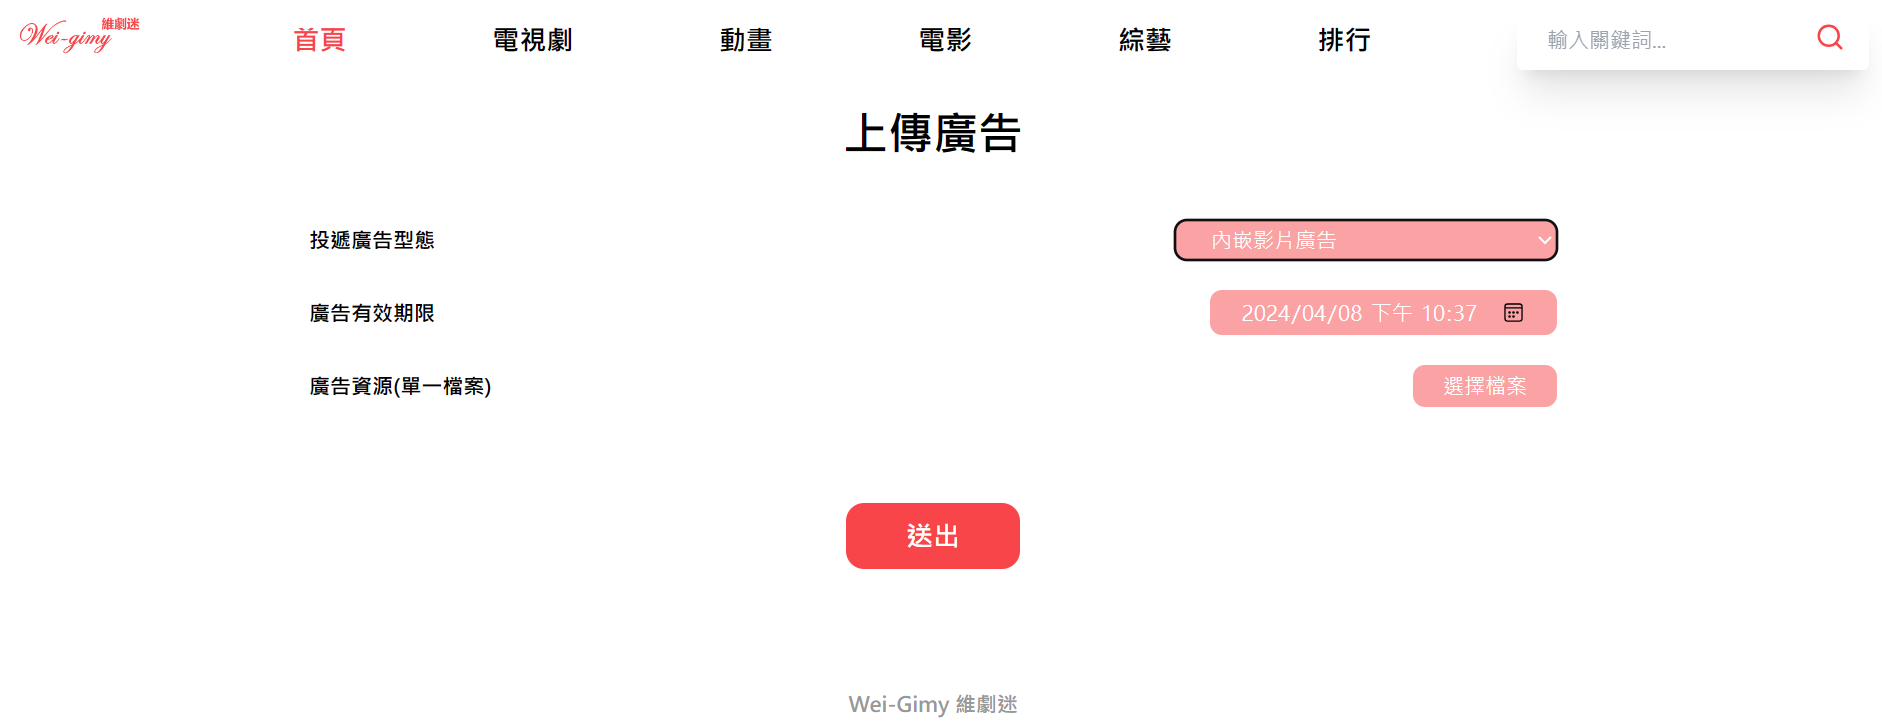 Wei-gimy 維劇迷
首頁
電視劇
動畫
電影
綜藝
排行
輸入關鍵詞...
上傳廣告
投遞廣告型態
內嵌影片廣告
廣告有效期限
2024/04/08 下午 10:37
廣告資源(單一檔案)
選擇檔案
送出
Wei-Gimy 維劇迷